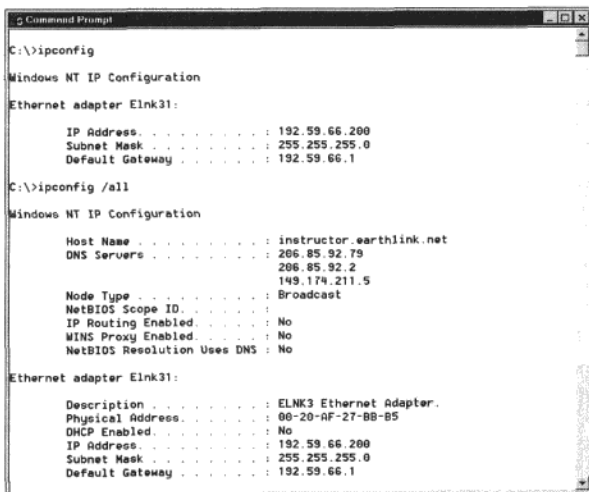 Command Prompt
C:\>ipconfig
Windows NT IP Configuration
Ethernet adapter Elnk31:
IP Address. . . . . . . . . : 192.59.66.200
Subnet Mask . . . . . . . . : 255.255.255.0
Default Gateway . . . . . . : 192.59.66.1
C:\>ipconfig /all
Windows NT IP Configuration
Host Name . . . . . . . . . : instructor.earthlink.net
DNS Servers . . . . . . . . : 206.85.92.79
206.85.92.2
149.174.211.5
Node Type . . . . . . . . . : Broadcast
NetBIOS Scope ID. . . . . . :
IP Routing Enabled. . . . . : No
WINS Proxy Enabled. . . . . : No
NetBIOS Resolution Uses DNS : No
Ethernet adapter Elnk31:
Description . . . . . . . . : ELNK3 Ethernet Adapter.
Physical Address. . . . . . : 00-20-AF-27-BB-B5
DHCP Enabled. . . . . . . . : No
IP Address. . . . . . . . . : 192.59.66.200
Subnet Mask . . . . . . . . : 255.255.255.0
Default Gateway . . . . . . : 192.59.66.1